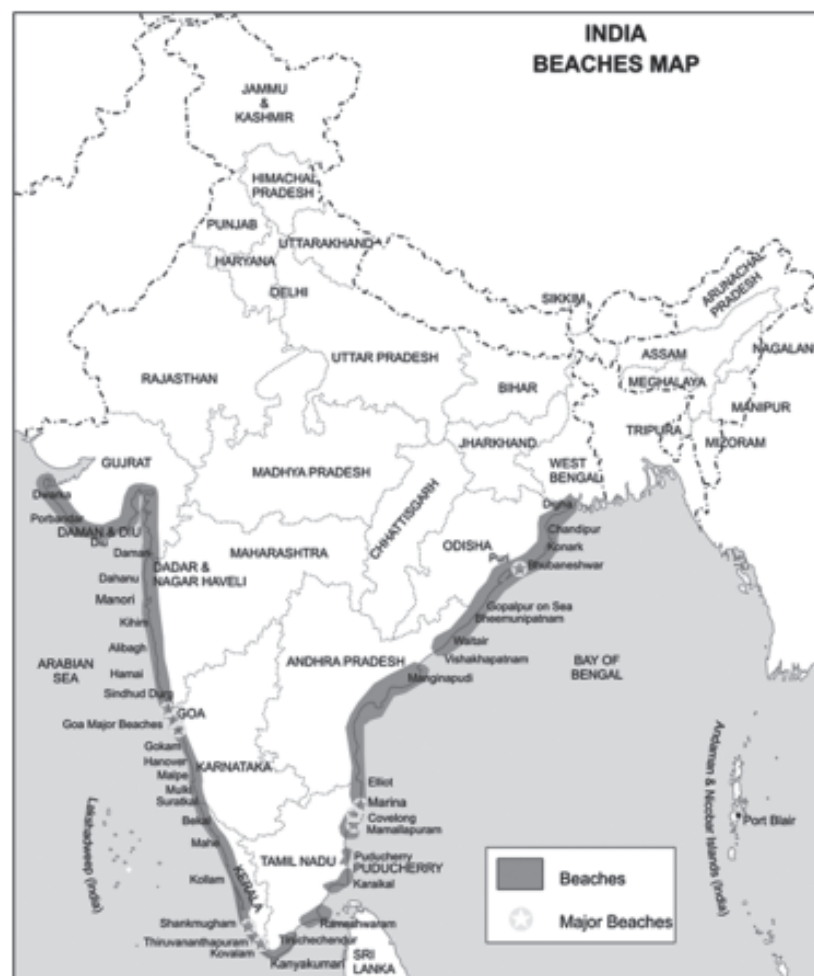 INDIA
BEACHES MAP
JAMMU
&
KASHMIR
HIMACHAL
PRADESH
PUNJAB
UTTARAKHAND
HARYANA
DELHI
SIKKIM
ARUNACHAL
PRADESH
UTTAR PRADESH
RAJASTHAN
BIHAR
ASSAM
NAGALAN
MEGHALAYA
MANIPUR
TRIPURA
MIZORAM
JHARKHAND
WEST
BENGAL
GUJRAT
MADHYA PRADESH
CHHATTISGARH
Dwarka
Porbandar
DAMAN & DIU
Diu
Daman
DADAR &
NAGAR HAVELI
MAHARASHTRA
ODISHA
Digha
Chandipur
Konark
Puri
Bhubaneshwar
Dahanu
Manori
Kihim
Alibagh
Gopalpur on Sea
Bheemunipatnam
Waltair
Vishakhapatnam
Manginapudi
ANDHRA PRADESH
BAY OF
BENGAL
ARABIAN
SEA
Harnai
Sindhud Durg
GOA
Goa Major Beaches
Gokarn
Hanover
KARNATAKA
Malpe
Mulki
Suratkal
Bekal
Mahe
Kollam
KERALA
Shankmugham
Thiruvananthapuram
Kovalam
Elliot
Marina
Covelong
Mamallapuram
TAMIL NADU
Puducherry
PUDUCHERRY
Karaikal
Rameshwaram
Tiruchechendur
Kanyakumari
SRI
LANKA
Lakshadweep (India)
Andaman & Nicobar Islands (India)
Port Blair
Beaches
Major Beaches